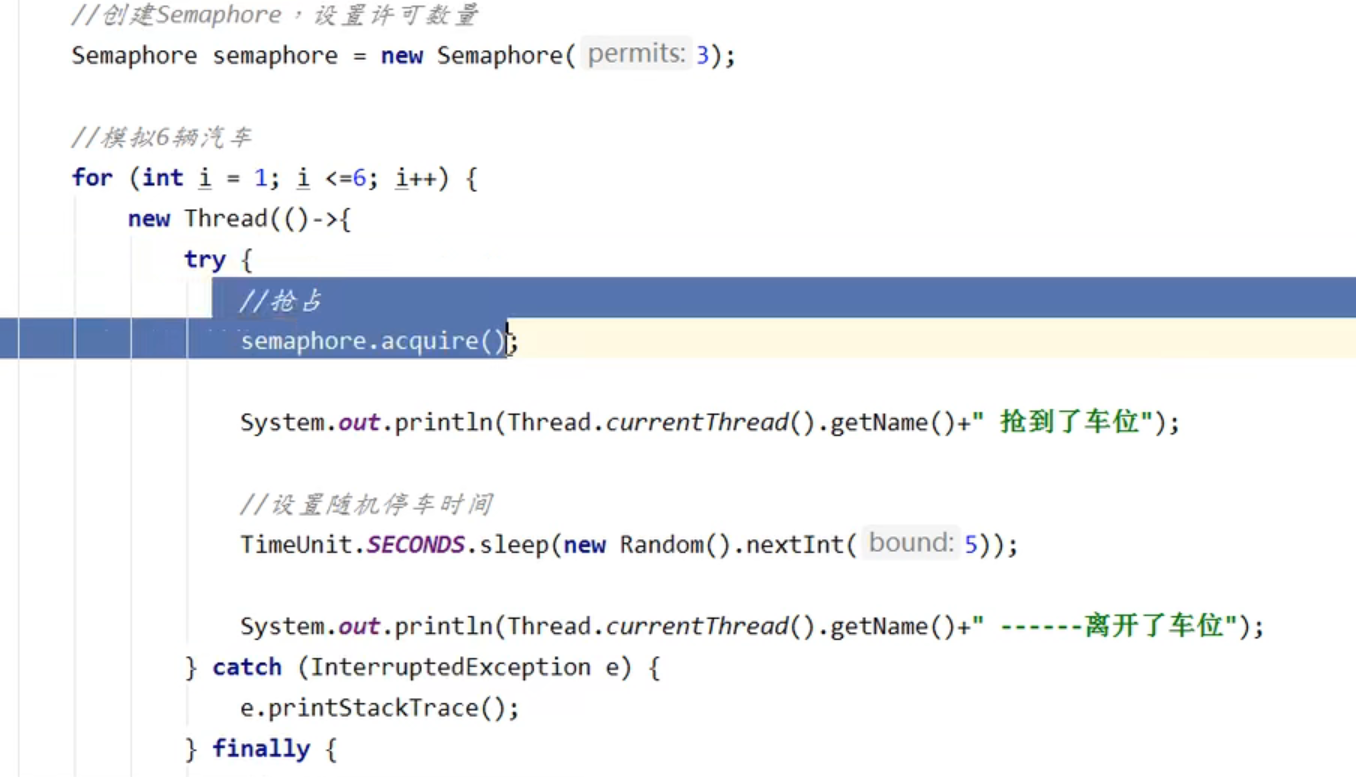 //创建Semaphore，设置许可数量
Semaphore semaphore = new Semaphore( permits: 3);
//模拟6辆汽车
for (int i = 1; i <=6; i++) {
new Thread(()->{
try {
//抢占
semaphore.acquire();
System.out.println(Thread.currentThread().getName()+" 抢到了车位");
//设置随机停车时间
TimeUnit.SECONDS.sleep(new Random().nextInt( bound: 5));
System.out.println(Thread.currentThread().getName()+" ------离开了车位");
} catch (InterruptedException e) {
e.printStackTrace();
} finally {